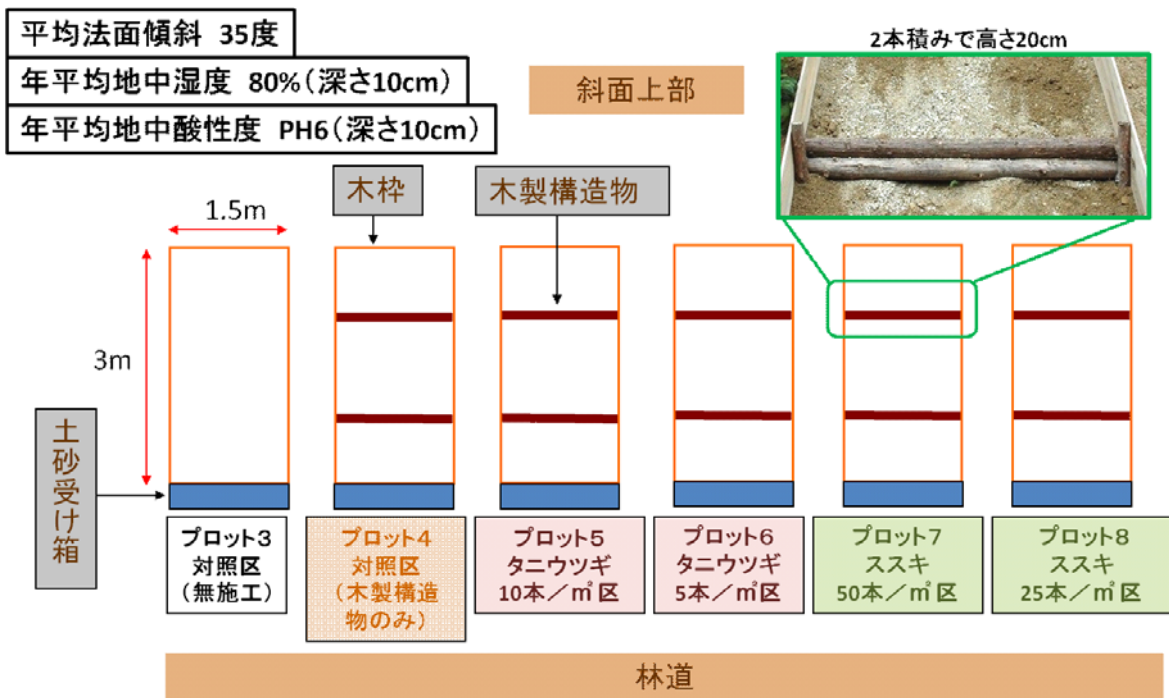 平均法面傾斜 35度
年平均地中湿度 80%(深さ10cm)
年平均地中酸性度 PH6(深さ10cm)
斜面上部
2本積みで高さ20cm
木枠
木製構造物
1.5m
3m
土砂受け箱
プロット3
対照区
(無施工)
プロット4
対照区
(木製構造
物のみ)
プロット5
タニウツギ
10本/㎡区
プロット6
タニウツギ
5本/㎡区
プロット7
ススキ
50本/㎡区
プロット8
ススキ
25本/㎡区
林道